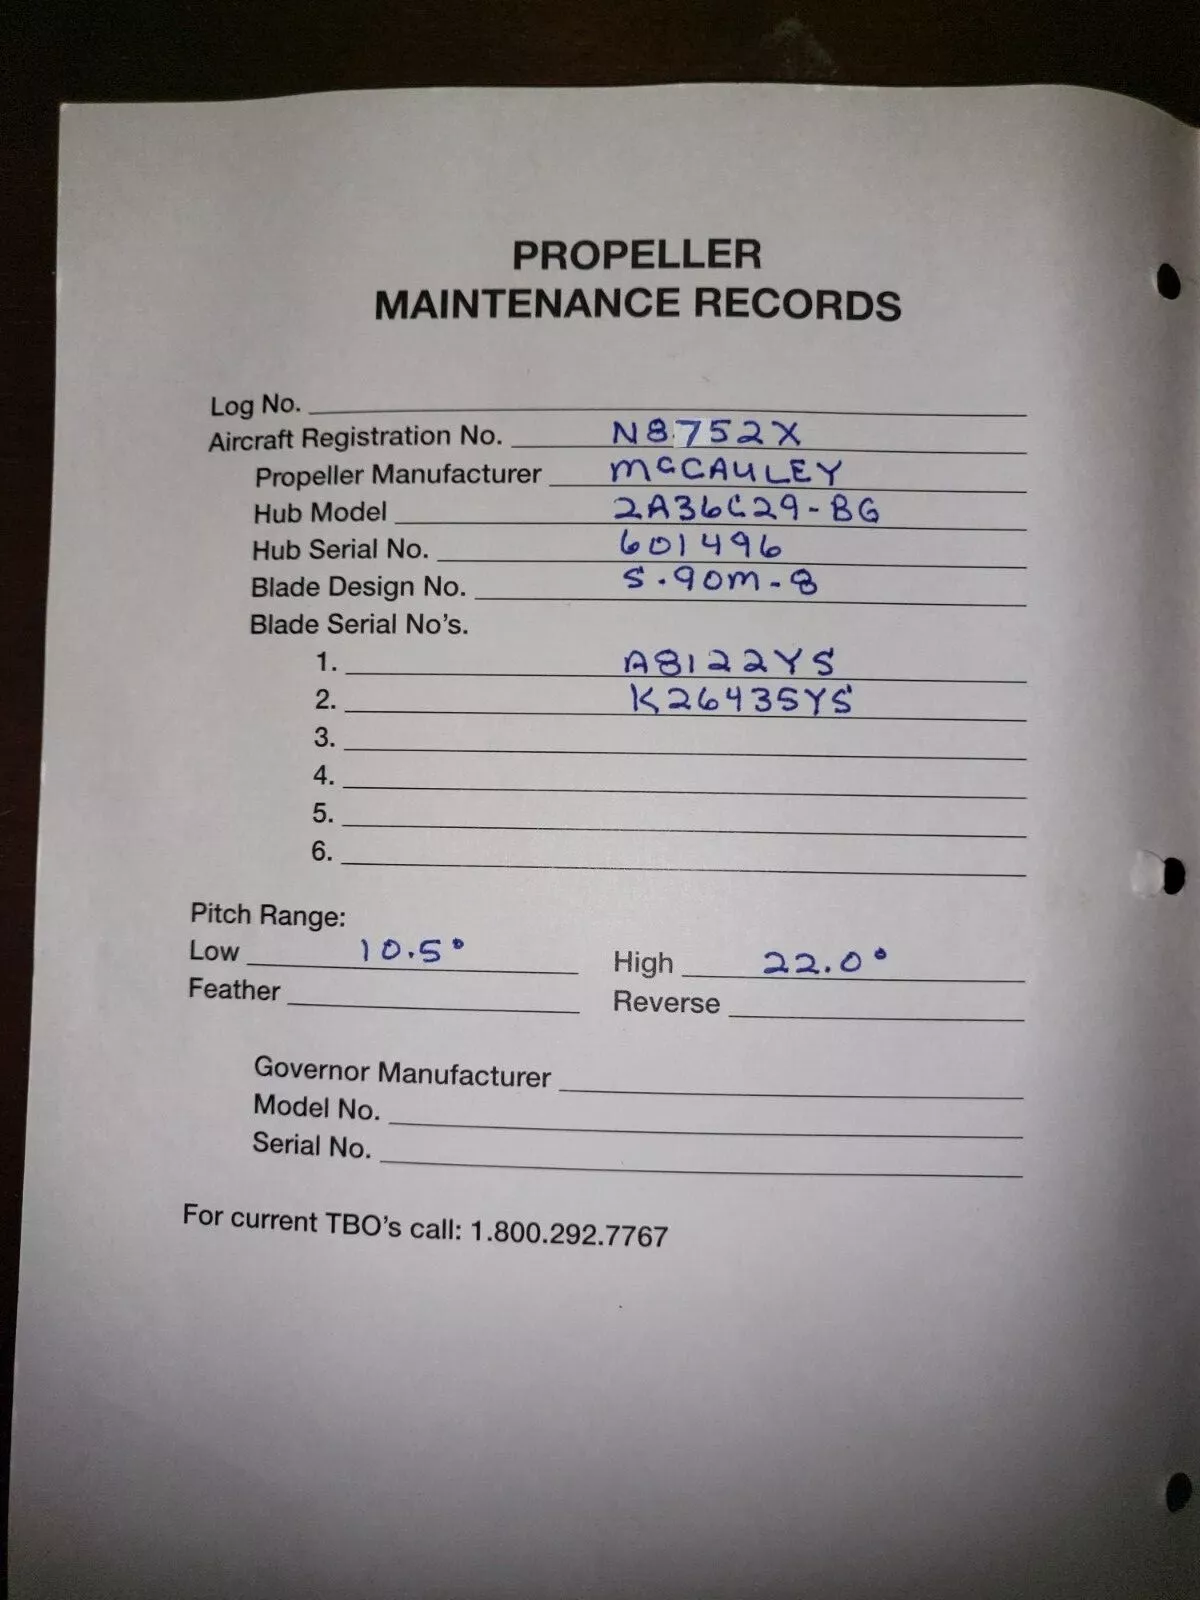 PROPELLER
MAINTENANCE RECORDS
Log No.
Aircraft Registration No. N8752X
Propeller Manufacturer McCAULEY
Hub Model 2A36C29-BG
Hub Serial No. 601496
Blade Design No. S.90M-8
Blade Serial No's.
1. A8122YS
2. K26435YS
3.
4.
5.
6.
Pitch Range:
Low 10.5° High 22.0°
Feather Reverse
Governor Manufacturer
Model No.
Serial No.
For current TBO's call: 1.800.292.7767